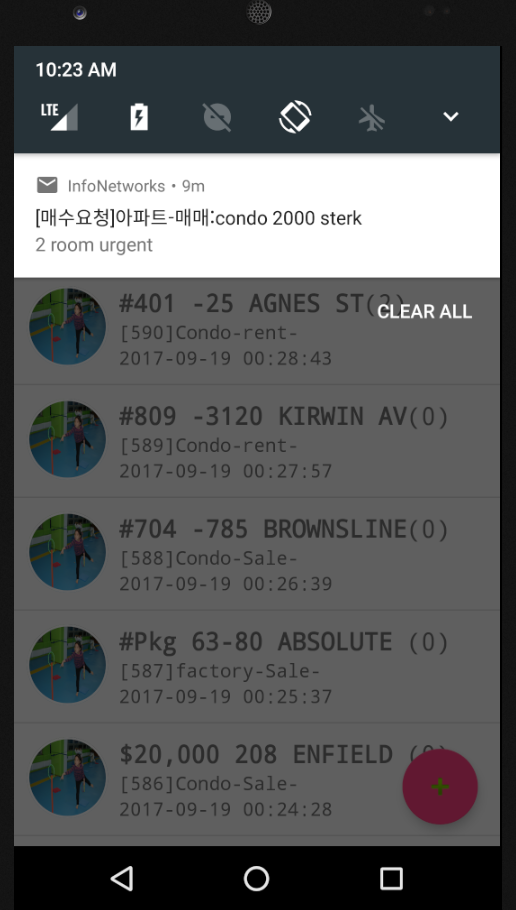 10:23 AM
LTE
InfoNetworks • 9m
[매수요청]아파트-매매:condo 2000 sterk
2 room urgent
CLEAR ALL
#401 -25 AGNES ST(2)
[590]Condo-rent-
2017-09-19 00:28:43
#809 -3120 KIRWIN AV(0)
[589]Condo-rent-
2017-09-19 00:27:57
#704 -785 BROWNSLINE(0)
[588]Condo-Sale-
2017-09-19 00:26:39
#Pkg 63-80 ABSOLUTE (0)
[587]factory-Sale-
2017-09-19 00:25:37
$20,000 208 ENFIELD (0)
[586]Condo-Sale-
2017-09-19 00:24:28
+